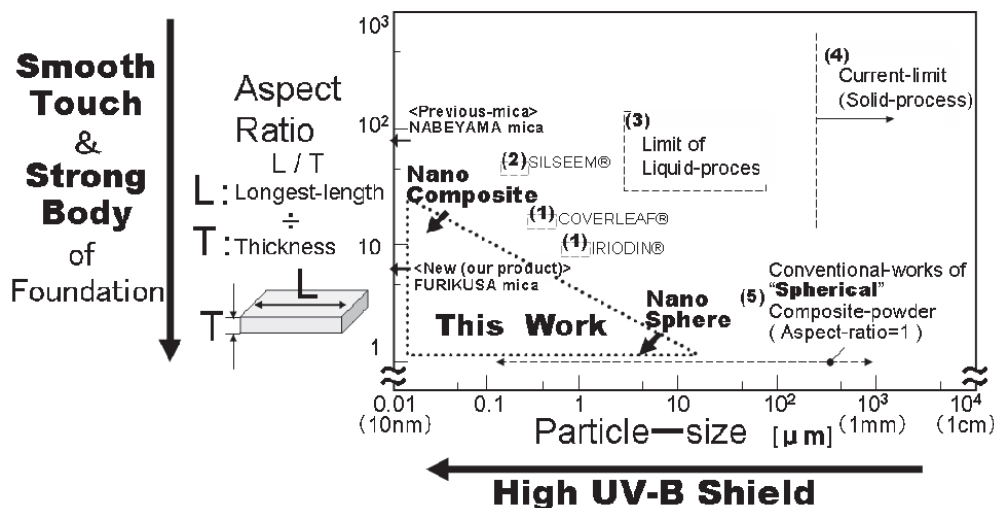 Smooth
Touch
&
Strong
Body
of
Foundation
Aspect
Ratio
L / T
L : Longest-length
÷
T : Thickness
L
T
10³
10²
10
1
<Previous-mica>
NABEYAMA mica
Nano
Composite
(2) SILSEEM®
(3)
Limit of
Liquid-proces
(4)
Current-limit
(Solid-process)
(1) COVERLEAF®
(1) IRIODIN®
<New (our product)>
FURIKUSA mica
This Work
Nano
Sphere
Conventional-works of
(5) "Spherical"
Composite-powder
( Aspect-ratio=1 )
0.01
(10nm)
0.1
1
10
10²
10³
(1mm)
10⁴
(1cm)
Particle—size [μm]
High UV-B Shield